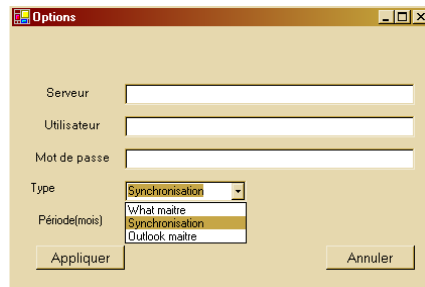 Options
Serveur
Utilisateur
Mot de passe
Type
Synchronisation
What maitre
Synchronisation
Outlook maitre
Période(mois)
Appliquer
Annuler